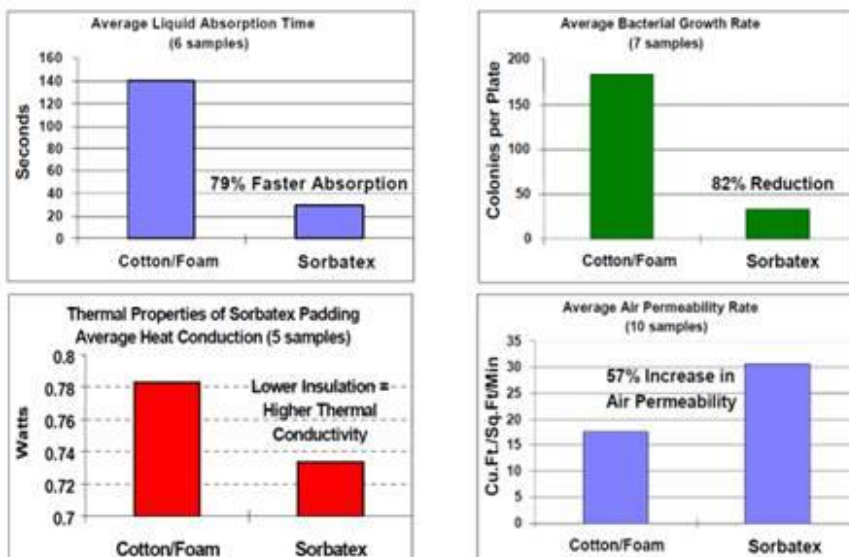 Average Liquid Absorption Time
(6 samples)
Seconds
160
140
120
100
80
60
40
20
0
79% Faster Absorption
Cotton/Foam
Sorbatex
Average Bacterial Growth Rate
(7 samples)
Colonies per Plate
200
150
100
50
0
82% Reduction
Cotton/Foam
Sorbatex
Thermal Properties of Sorbatex Padding
Average Heat Conduction (5 samples)
Watts
0.8
0.78
0.76
0.74
0.72
0.7
Lower Insulation =
Higher Thermal
Conductivity
Cotton/Foam
Sorbatex
Average Air Permeability Rate
(10 samples)
Cu.Ft./Sq.Ft/Min
35
30
25
20
15
10
5
0
57% Increase in
Air Permeability
Cotton/Foam
Sorbatex